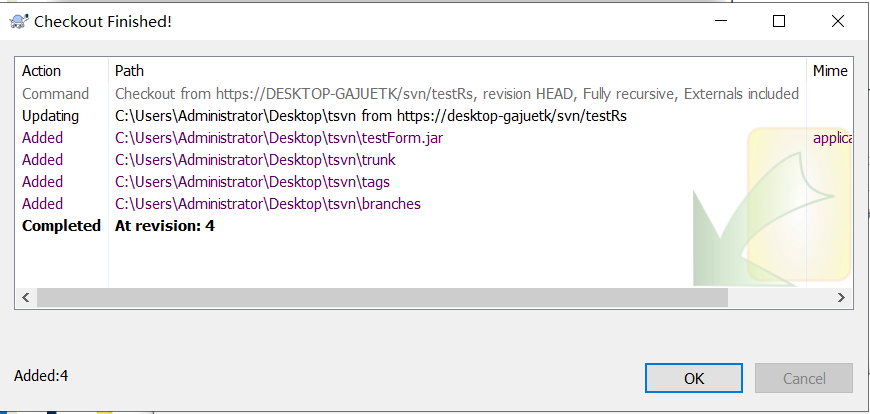 Checkout Finished!
Action Path Mime
Command Checkout from https://DESKTOP-GAJUETK/svn/testRs, revision HEAD, Fully recursive, Externals included
Updating C:\Users\Administrator\Desktop\tsvn from https://desktop-gajuetk/svn/testRs
Added C:\Users\Administrator\Desktop\tsvn\testForm.jar applica
Added C:\Users\Administrator\Desktop\tsvn\trunk
Added C:\Users\Administrator\Desktop\tsvn\tags
Added C:\Users\Administrator\Desktop\tsvn\branches
Completed At revision: 4
Added:4
OK Cancel